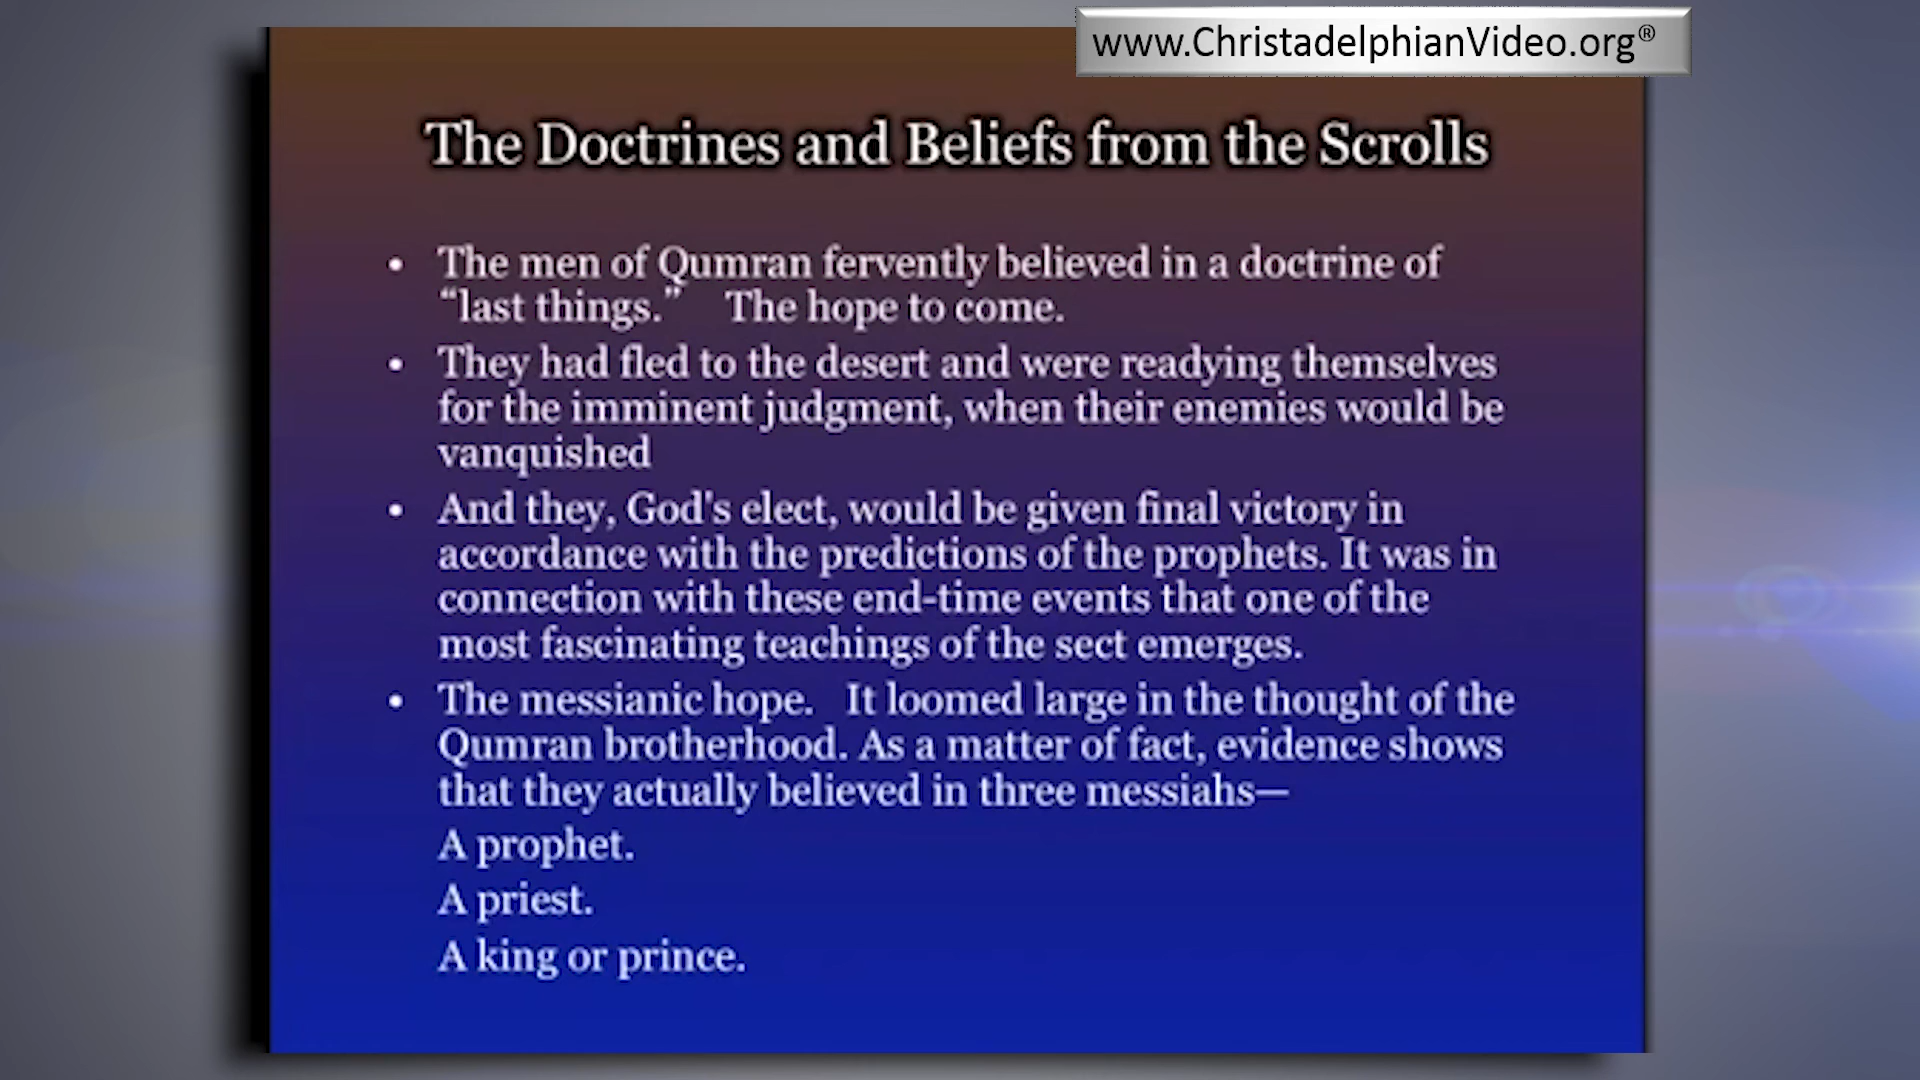 www.ChristadelphianVideo.org®
The Doctrines and Beliefs from the Scrolls
• The men of Qumran fervently believed in a doctrine of
“last things.” The hope to come.
• They had fled to the desert and were readying themselves
for the imminent judgment, when their enemies would be
vanquished
• And they, God's elect, would be given final victory in
accordance with the predictions of the prophets. It was in
connection with these end-time events that one of the
most fascinating teachings of the sect emerges.
• The messianic hope. It loomed large in the thought of the
Qumran brotherhood. As a matter of fact, evidence shows
that they actually believed in three messiahs—
A prophet.
A priest.
A king or prince.